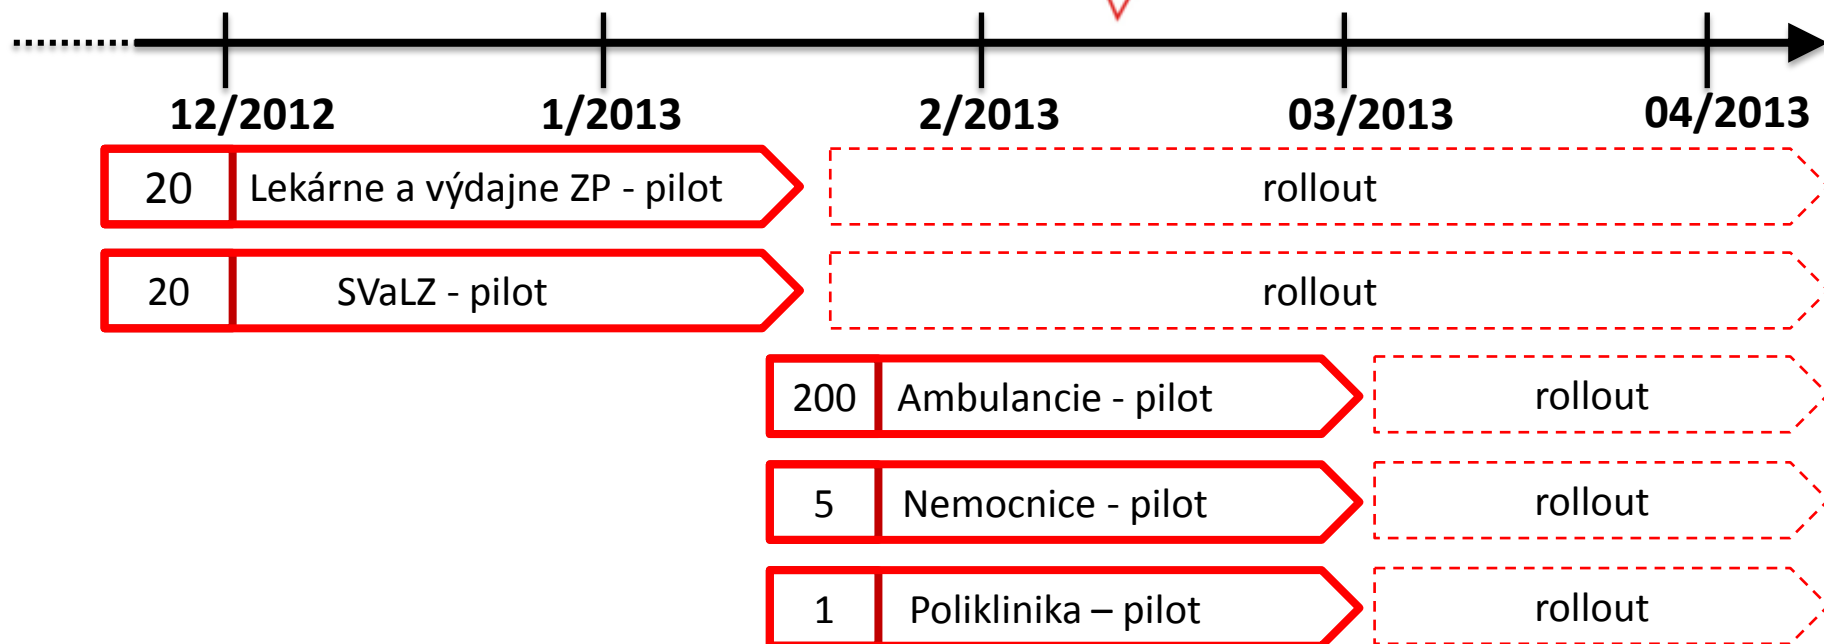 12/2012 1/2013 2/2013 03/2013 04/2013
20 Lekárne a výdajne ZP - pilot rollout
20 SVaLZ - pilot rollout
200 Ambulancie - pilot rollout
5 Nemocnice - pilot rollout
1 Poliklinika – pilot rollout